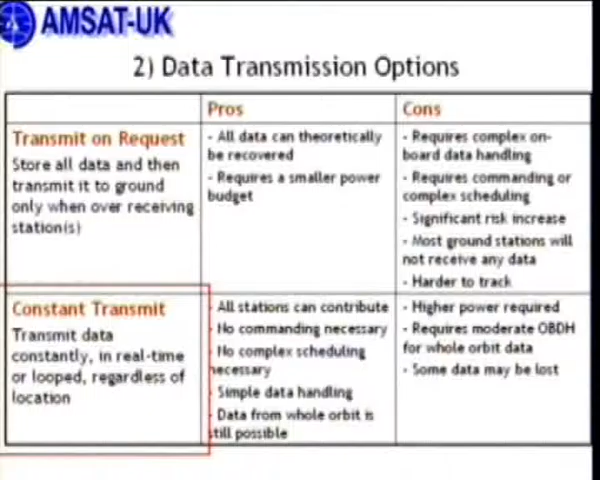 AMSAT-UK
2) Data Transmission Options
Pros
Cons
Transmit on Request
Store all data and then
transmit it to ground
only when over receiving
station(s)
- All data can theoretically
be recovered
- Requires a smaller power
budget
- Requires complex on-
board data handling
- Requires commanding or
complex scheduling
- Significant risk increase
- Most ground stations will
not receive any data
- Harder to track
Constant Transmit
Transmit data
constantly, in real-time
or looped, regardless of
location
- All stations can contribute
- No commanding necessary
- No complex scheduling
necessary
- Simple data handling
- Data from whole orbit is
still possible
- Higher power required
- Requires moderate OBDH
for whole orbit data
- Some data may be lost